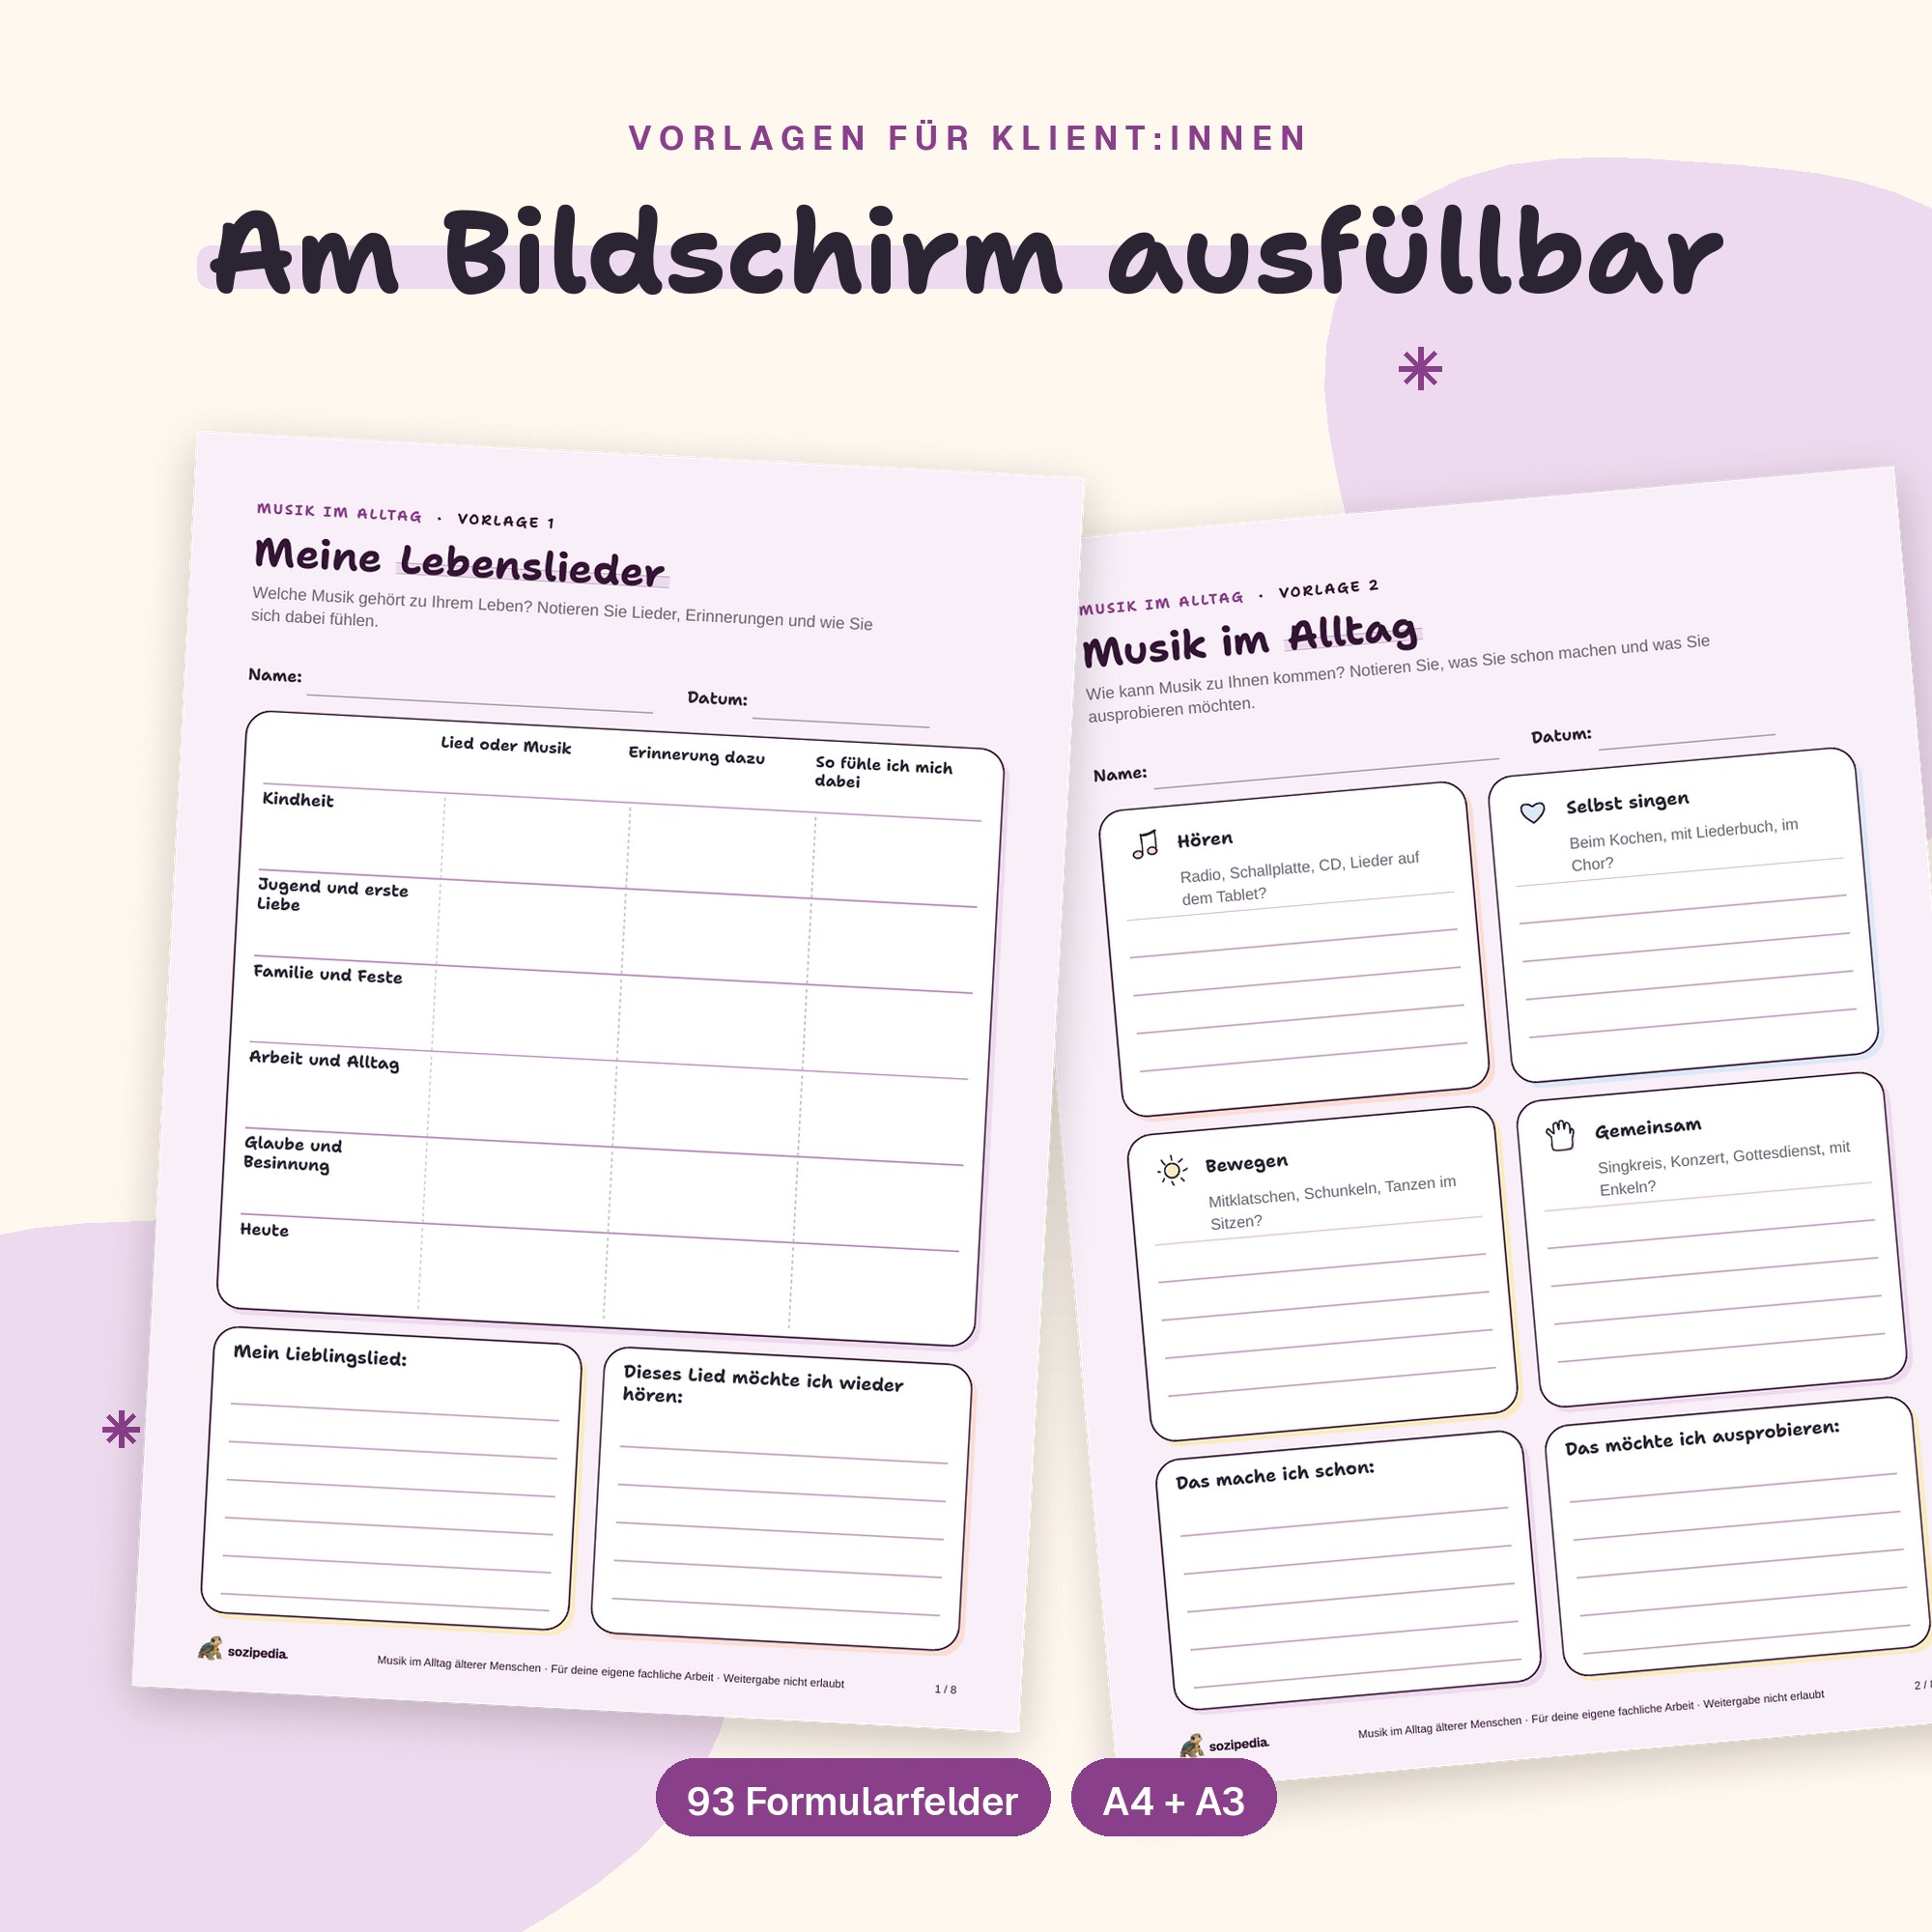 VORLAGEN FÜR KLIENT:INNEN
Am Bildschirm ausfüllbar
MUSIK IM ALLTAG · VORLAGE 1
Meine Lebenslieder
Welche Musik gehört zu Ihrem Leben? Notieren Sie Lieder, Erinnerungen und wie Sie
sich dabei fühlen.
Name:
Datum:
Lied oder Musik
Erinnerung dazu
So fühle ich mich
dabei
Kindheit
Jugend und erste
Liebe
Familie und Feste
Arbeit und Alltag
Glaube und
Besinnung
Heute
Mein Lieblingslied:
Dieses Lied möchte ich wieder
hören:
sozipedia.
Musik im Alltag älterer Menschen · Für deine eigene fachliche Arbeit · Weitergabe nicht erlaubt
1 / 8
MUSIK IM ALLTAG · VORLAGE 2
Musik im Alltag
Wie kann Musik zu Ihnen kommen? Notieren Sie, was Sie schon machen und was Sie
ausprobieren möchten.
Name:
Datum:
Hören
Radio, Schallplatte, CD, Lieder auf
dem Tablet?
Selbst singen
Beim Kochen, mit Liederbuch, im
Chor?
Bewegen
Mitklatschen, Schunkeln, Tanzen im
Sitzen?
Gemeinsam
Singkreis, Konzert, Gottesdienst, mit
Enkeln?
Das mache ich schon:
Das möchte ich ausprobieren:
sozipedia.
Musik im Alltag älterer Menschen · Für deine eigene fachliche Arbeit · Weitergabe nicht erlaubt
2 / 8
93 Formularfelder
A4 + A3